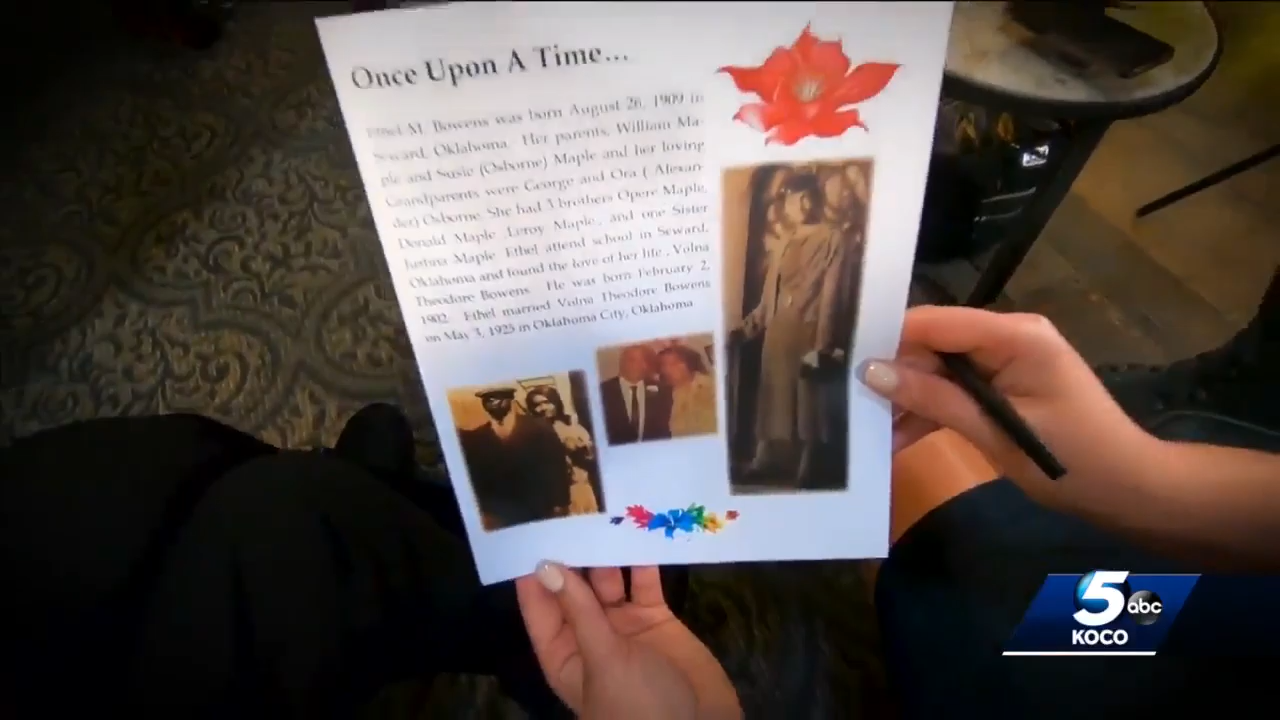 Once Upon A Time...
Ethel M. Bowens was born August 26, 1909 in
Seward, Oklahoma. Her parents, William Ma-
ple and Susie (Osborne) Maple and her loving
Grandparents were George and Ora ( Alexan-
der) Osborne. She had 3 brothers Opere Maple,
Donald Maple Leroy Maple, and one Sister
Justina Maple. Ethel attend school in Seward,
Oklahoma and found the love of her life , Volna
Theodore Bowens. He was born February 2,
1902. Ethel married Volna Theodore Bowens
on May 3, 1925 in Oklahoma City, Oklahoma.
5 abc
KOCO